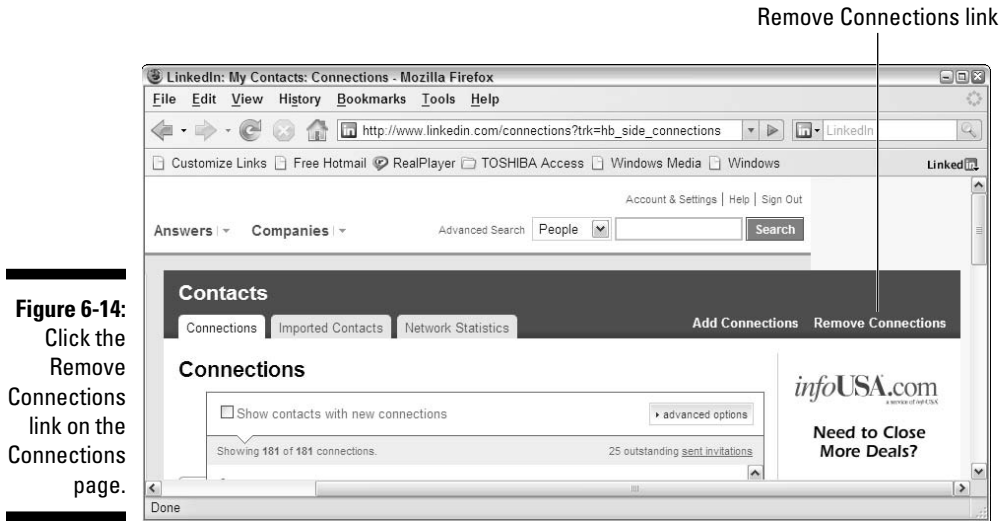 Remove Connections link
LinkedIn: My Contacts: Connections - Mozilla Firefox
File Edit View History Bookmarks Tools Help
http://www.linkedin.com/connections?trk=hb_side_connections
LinkedIn
Customize Links Free Hotmail RealPlayer TOSHIBA Access Windows Media Windows
Linked in
Account & Settings | Help | Sign Out
Answers Companies Advanced Search People Search
Contacts
Connections Imported Contacts Network Statistics Add Connections Remove Connections
Connections
Show contacts with new connections advanced options
Showing 181 of 181 connections. 25 outstanding sent invitations
infoUSA.com
Need to Close
More Deals?
Done
Figure 6-14:
Click the
Remove
Connections
link on the
Connections
page.